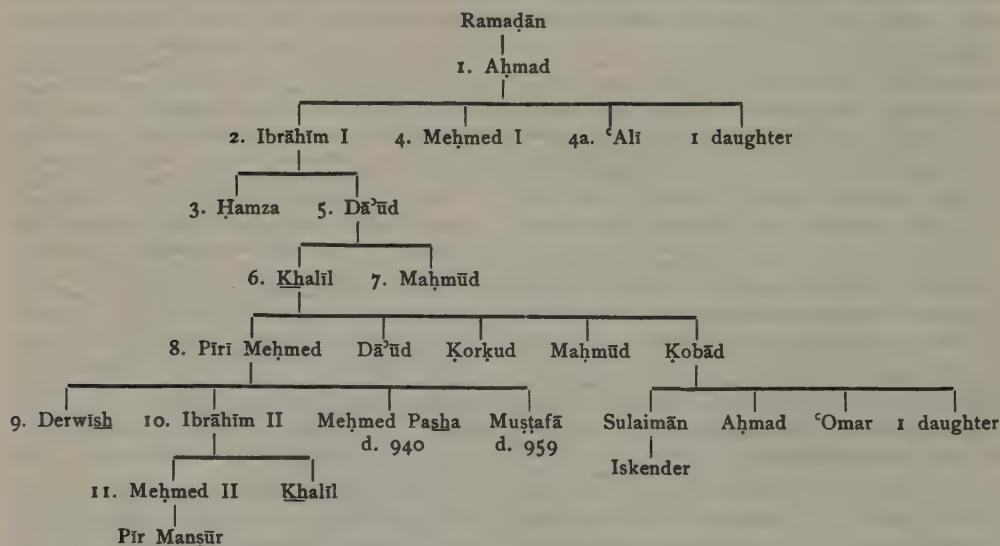 Ramaḍān
1. Aḥmad
2. Ibrāhīm I 4. Meḥmed I 4a. ʿAlī 1 daughter
3. Ḥamza 5. Dāʾūd
6. Khalīl 7. Maḥmūd
8. Pīrī Meḥmed Dāʾūd Ḳorḳud Maḥmūd Ḳobād
9. Derwīsh 10. Ibrāhīm II Meḥmed Pasha Muṣṭafā Sulaimān Aḥmad ʿOmar 1 daughter
d. 940 d. 959
Iskender
11. Meḥmed II Khalīl
Pīr Manṣūr